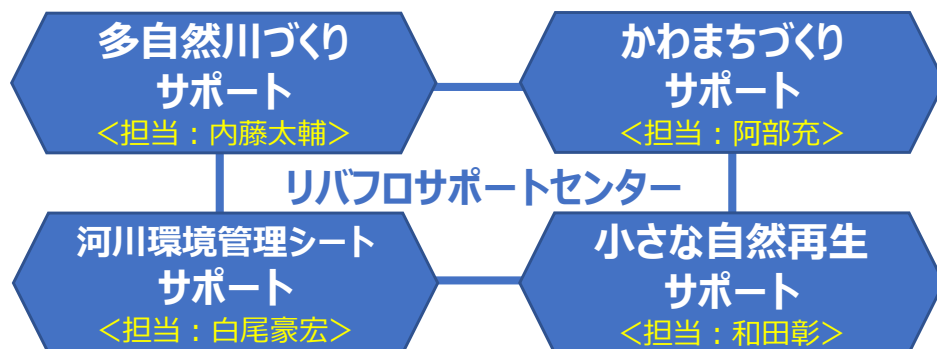 多自然川づくり
サポート
＜担当：内藤太輔＞
かわまちづくり
サポート
＜担当：阿部充＞
リバフロサポートセンター
河川環境管理シート
サポート
＜担当：白尾豪宏＞
小さな自然再生
サポート
＜担当：和田彰＞